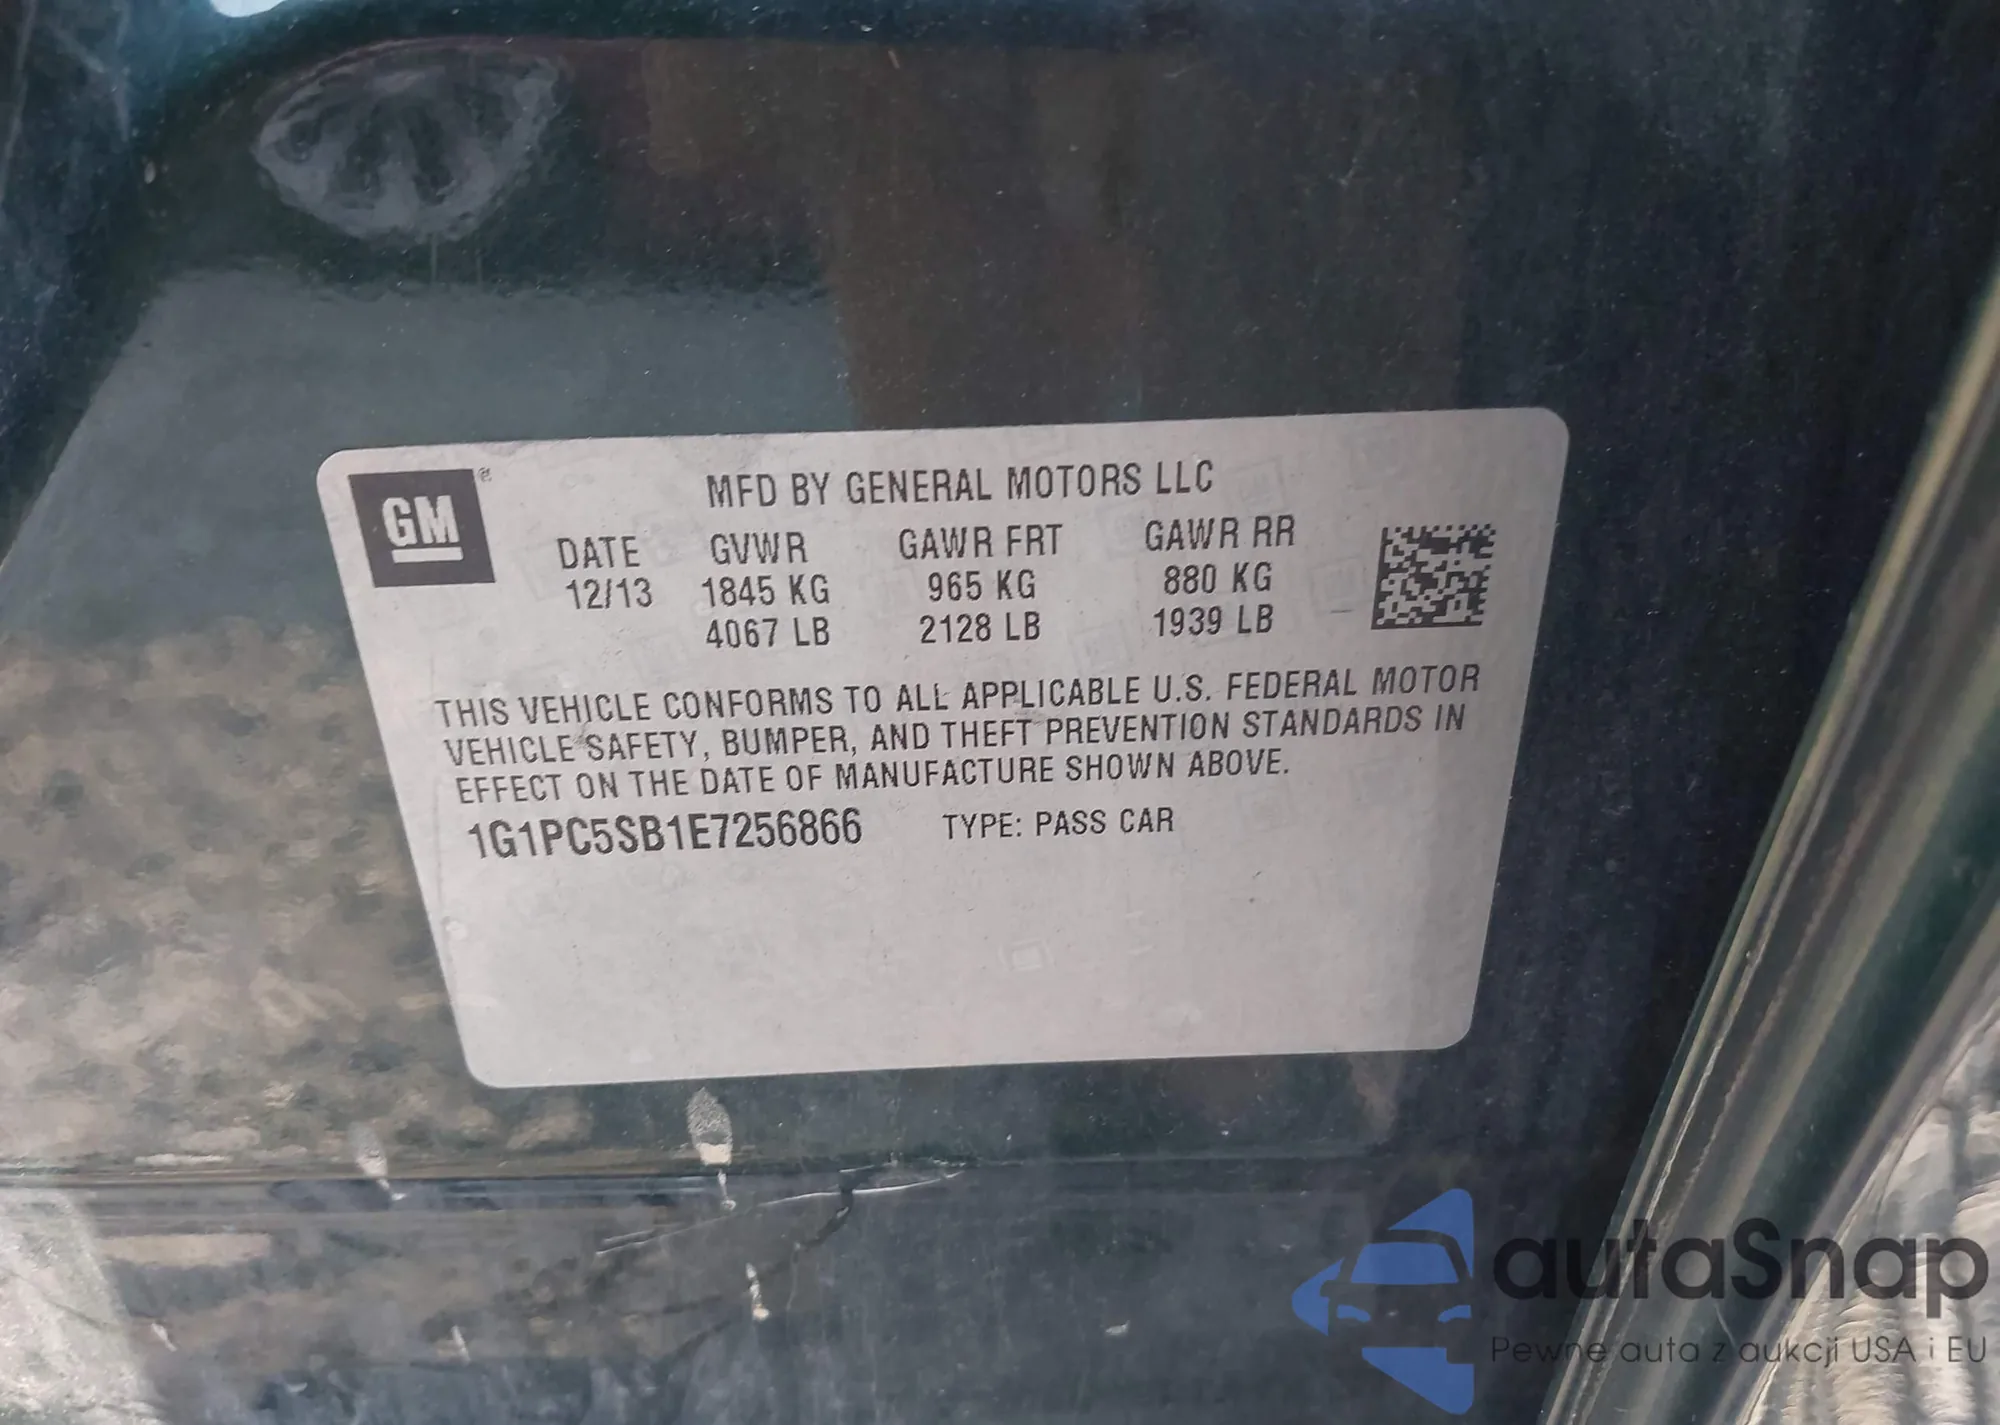 GM ®
MFD BY GENERAL MOTORS LLC
DATE GVWR GAWR FRT GAWR RR
12/13 1845 KG 965 KG 880 KG
4067 LB 2128 LB 1939 LB
THIS VEHICLE CONFORMS TO ALL APPLICABLE U.S. FEDERAL MOTOR
VEHICLE SAFETY, BUMPER, AND THEFT PREVENTION STANDARDS IN
EFFECT ON THE DATE OF MANUFACTURE SHOWN ABOVE.
1G1PC5SB1E7256866 TYPE: PASS CAR
autaSnap
Pewne auta z aukcji USA i EU